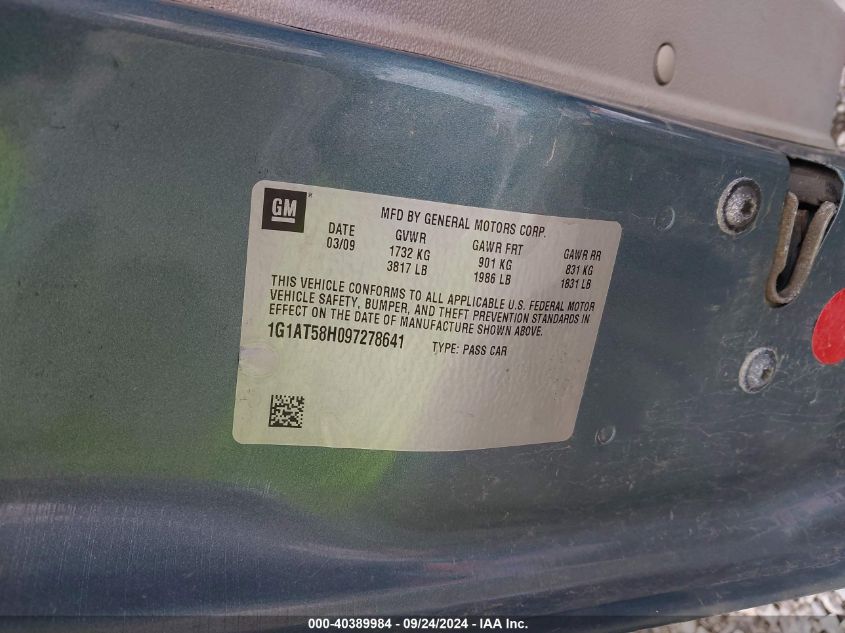 GM
MFD BY GENERAL MOTORS CORP.
DATE GVWR GAWR FRT GAWR RR
03/09 1732 KG 901 KG 831 KG
3817 LB 1986 LB 1831 LB
THIS VEHICLE CONFORMS TO ALL APPLICABLE U.S. FEDERAL MOTOR
VEHICLE SAFETY, BUMPER, AND THEFT PREVENTION STANDARDS IN
EFFECT ON THE DATE OF MANUFACTURE SHOWN ABOVE.
1G1AT58H097278641 TYPE: PASS CAR
000-40389984 - 09/24/2024 - IAAI.com